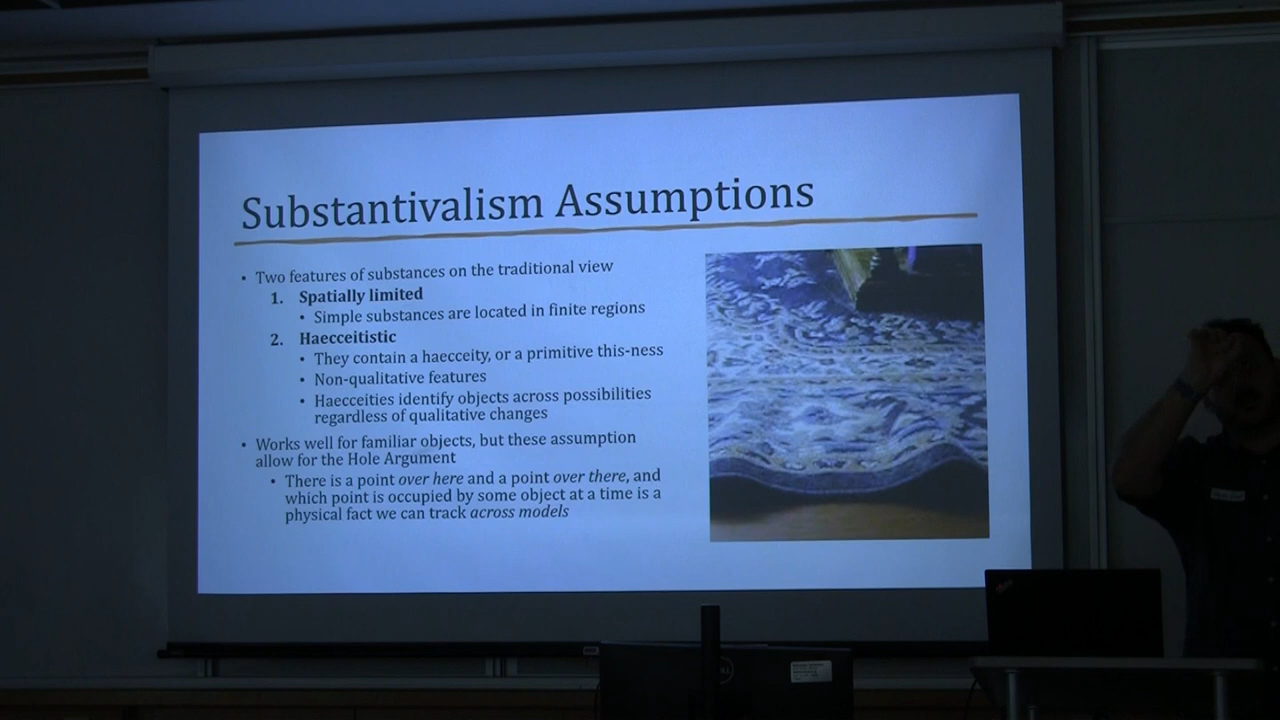 Substantivalism Assumptions
• Two features of substances on the traditional view
1. Spatially limited
• Simple substances are located in finite regions
2. Haecceitistic
• They contain a haecceity, or a primitive this-ness
• Non-qualitative features
• Haecceities identify objects across possibilities
regardless of qualitative changes
• Works well for familiar objects, but these assumption
allow for the Hole Argument
• There is a point over here and a point over there, and
which point is occupied by some object at a time is a
physical fact we can track across models